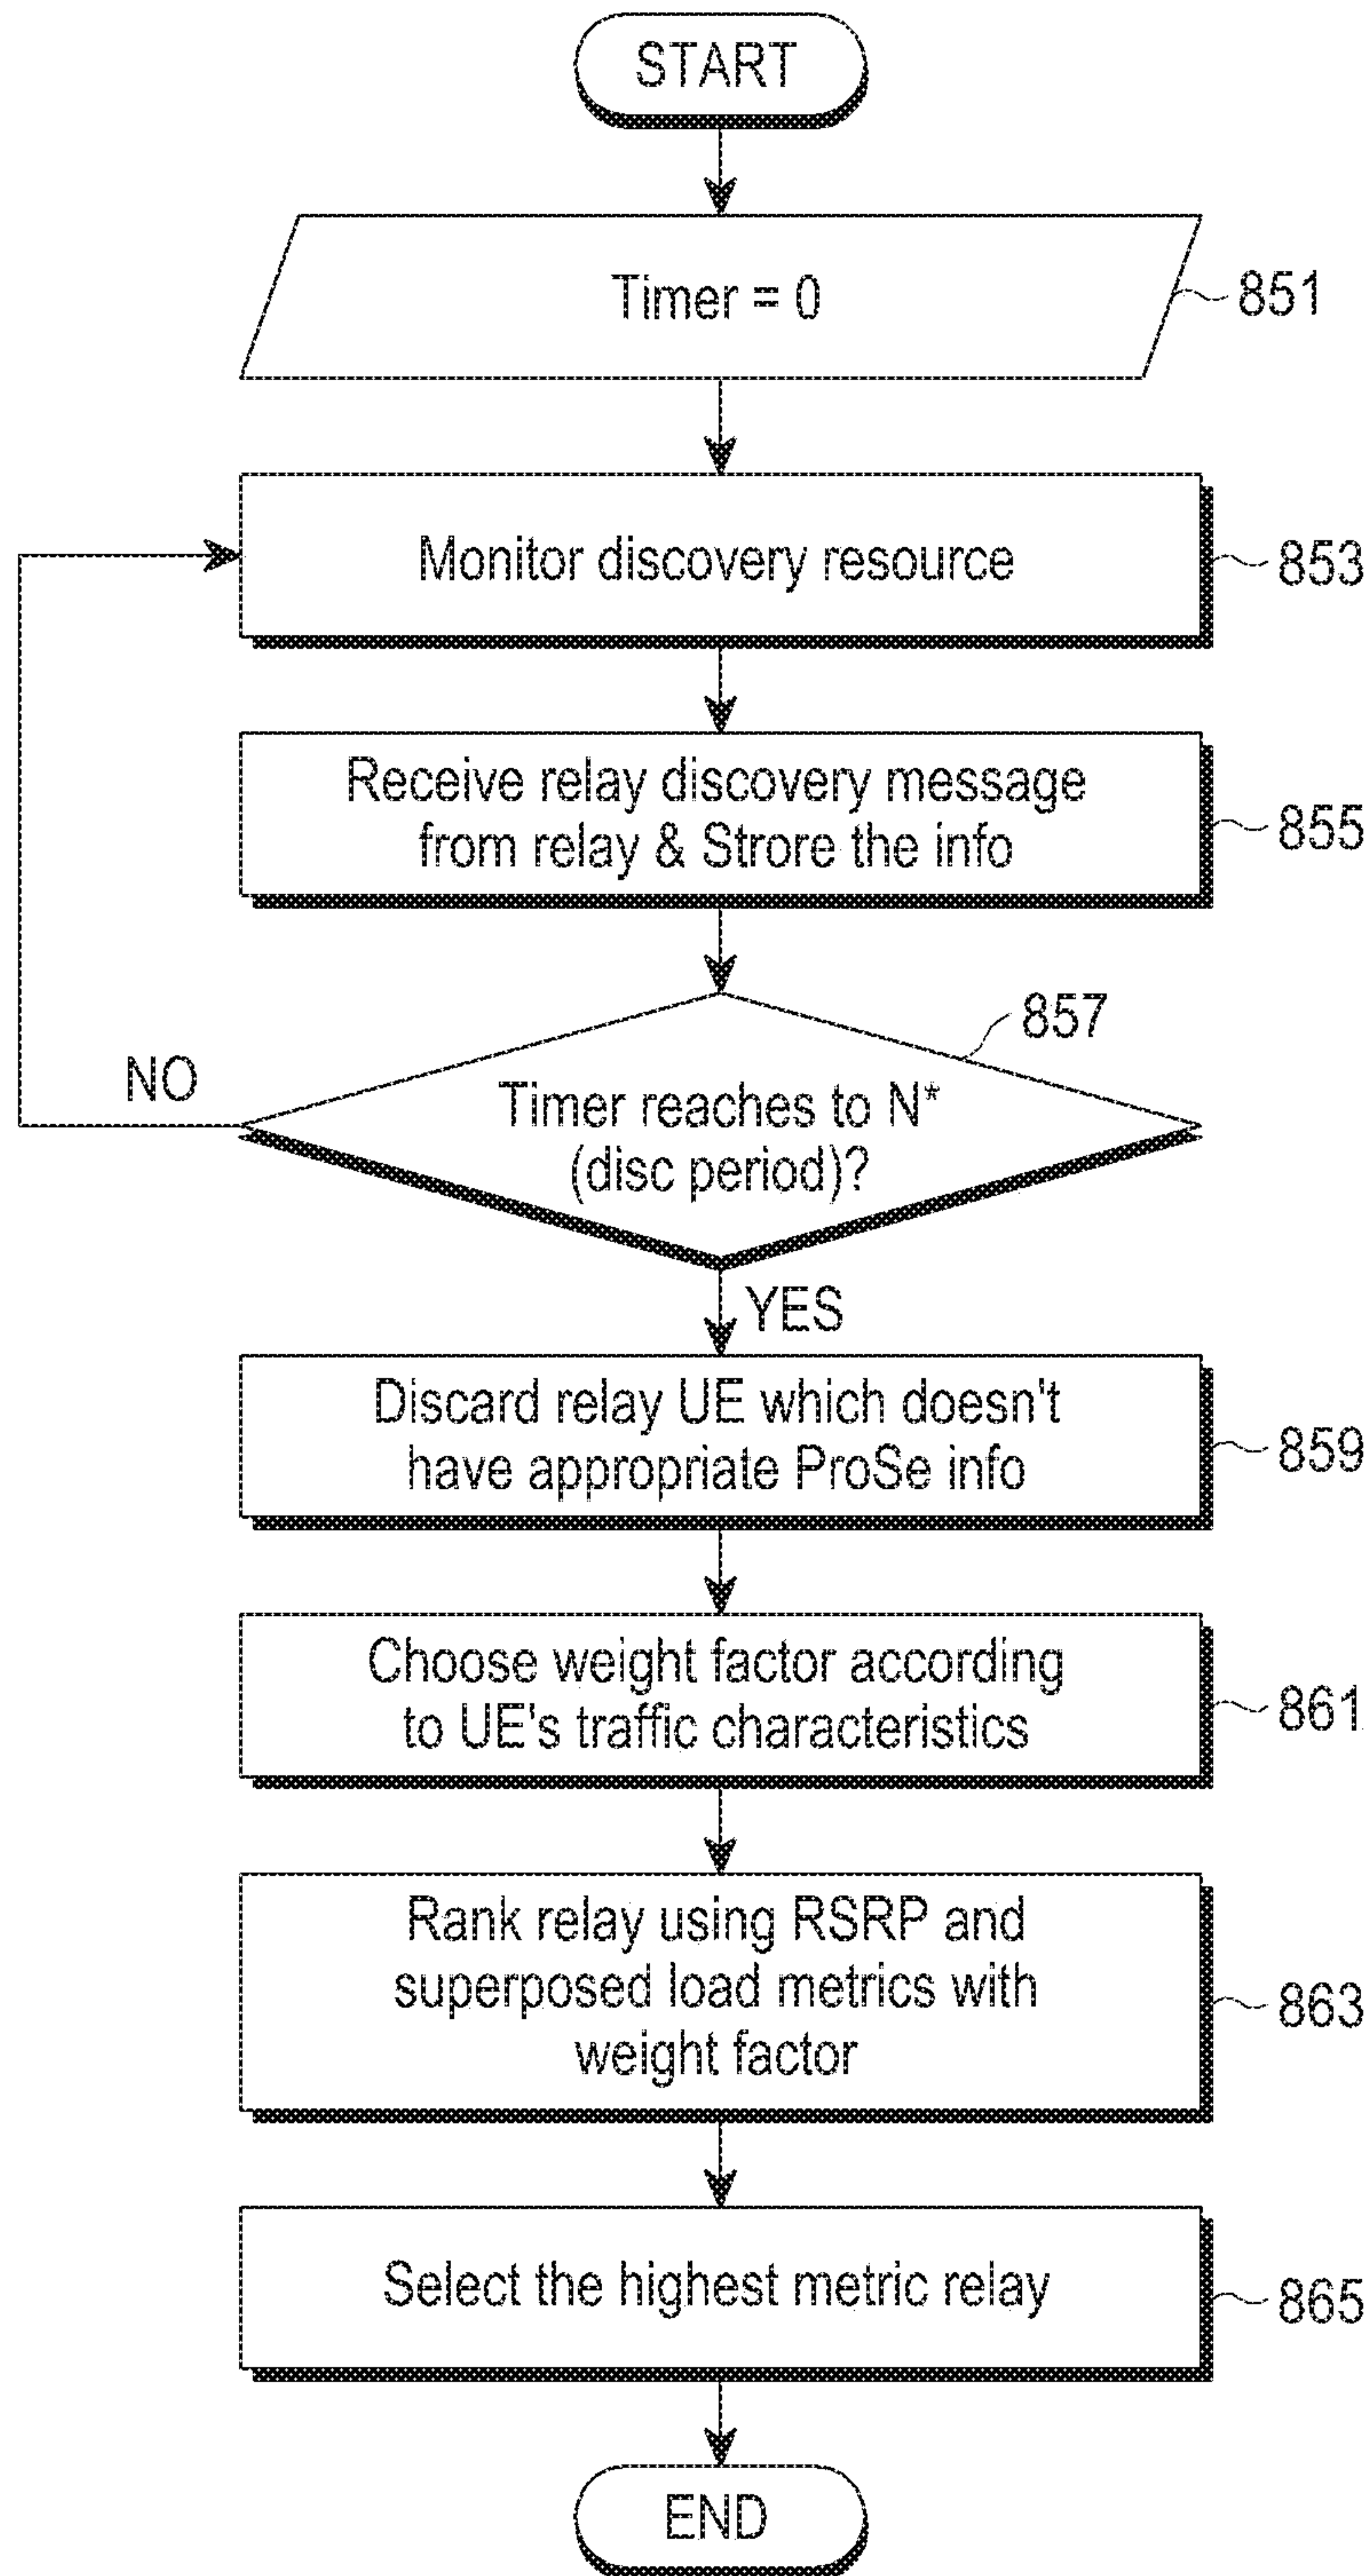 START
Timer = 0
851
Monitor discovery resource
853
Receive relay discovery message
from relay & Strore the info
855
857
NO
Timer reaches to N*
(disc period)?
YES
Discard relay UE which doesn't
have appropriate ProSe info
859
Choose weight factor according
to UE's traffic characteristics
861
Rank relay using RSRP and
superposed load metrics with
weight factor
863
Select the highest metric relay
865
END